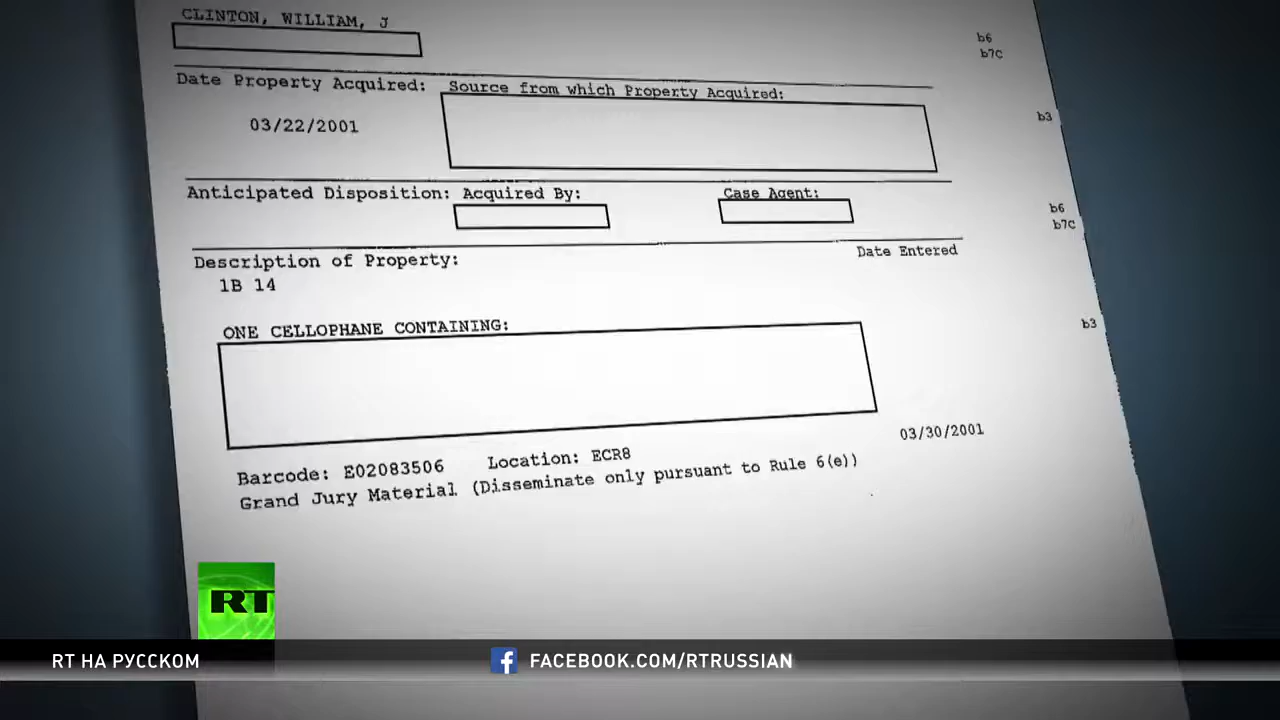 CLINTON, WILLIAM, J
b6
b7C
Date Property Acquired: Source from which Property Acquired:
03/22/2001
b3
Anticipated Disposition: Acquired By: Case Agent:
b6
b7C
Date Entered
Description of Property:
1B 14
ONE CELLOPHANE CONTAINING:
b3
03/30/2001
Barcode: E02083506 Location: ECR8
Grand Jury Material (Disseminate only pursuant to Rule 6(e))
RT
RT НА РУССКОМ
FACEBOOK.COM/RTRUSSIAN